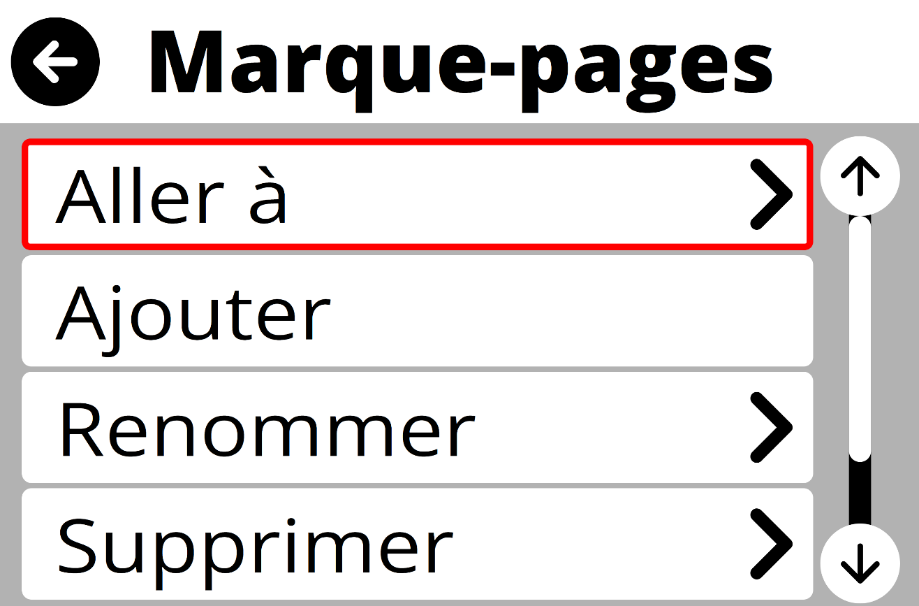 Marque-pages
Aller à
Ajouter
Renommer
Supprimer